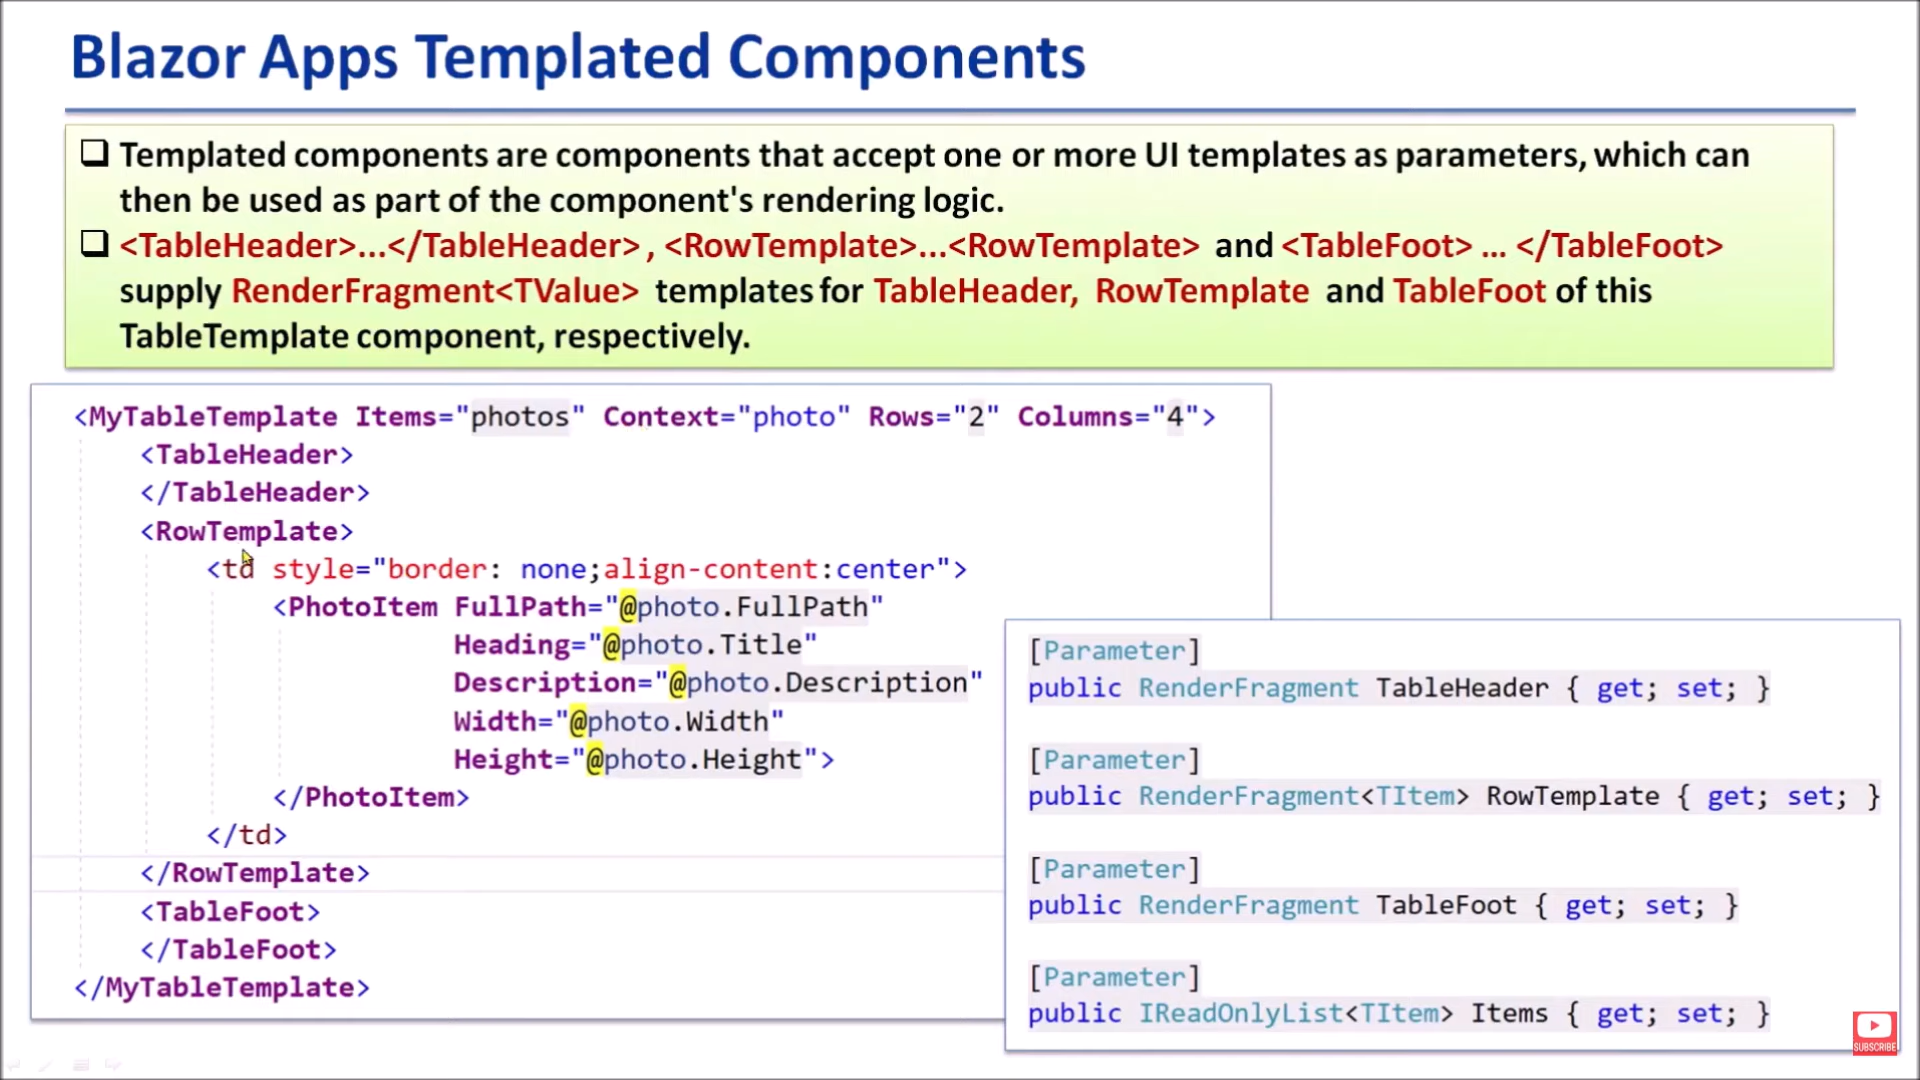 Blazor Apps Templated Components
Templated components are components that accept one or more UI templates as parameters, which can
then be used as part of the component's rendering logic.
<TableHeader>...</TableHeader> , <RowTemplate>...<RowTemplate> and <TableFoot> ... </TableFoot>
supply RenderFragment<TValue> templates for TableHeader, RowTemplate and TableFoot of this
TableTemplate component, respectively.
<MyTableTemplate Items="photos" Context="photo" Rows="2" Columns="4">
<TableHeader>
</TableHeader>
<RowTemplate>
<td style="border: none;align-content:center">
<PhotoItem FullPath="@photo.FullPath"
Heading="@photo.Title"
Description="@photo.Description"
Width="@photo.Width"
Height="@photo.Height">
</PhotoItem>
</td>
</RowTemplate>
<TableFoot>
</TableFoot>
</MyTableTemplate>
[Parameter]
public RenderFragment TableHeader { get; set; }
[Parameter]
public RenderFragment<TItem> RowTemplate { get; set; }
[Parameter]
public RenderFragment TableFoot { get; set; }
[Parameter]
public IReadOnlyList<TItem> Items { get; set; }
SUBSCRIBE